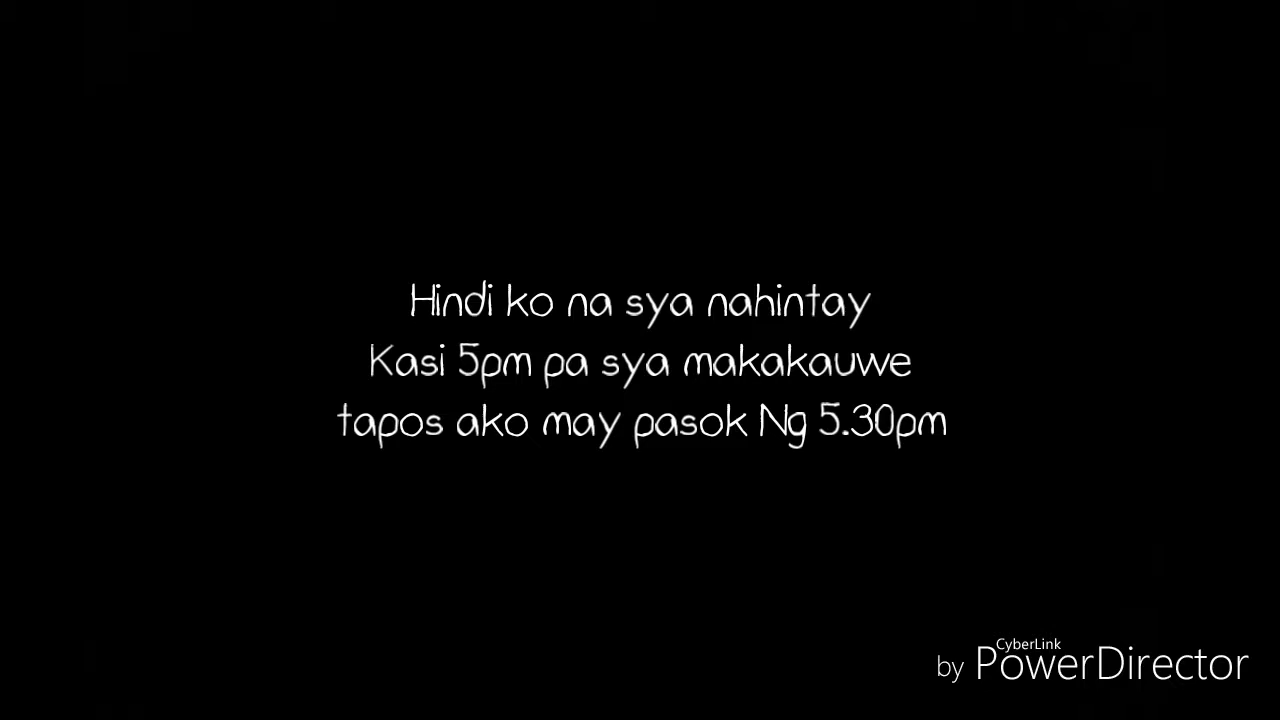 Hindi ko na sya nahintay
Kasi 5pm pa sya makakauwe
tapos ako may pasok Ng 5.30pm
CyberLink
by PowerDirector